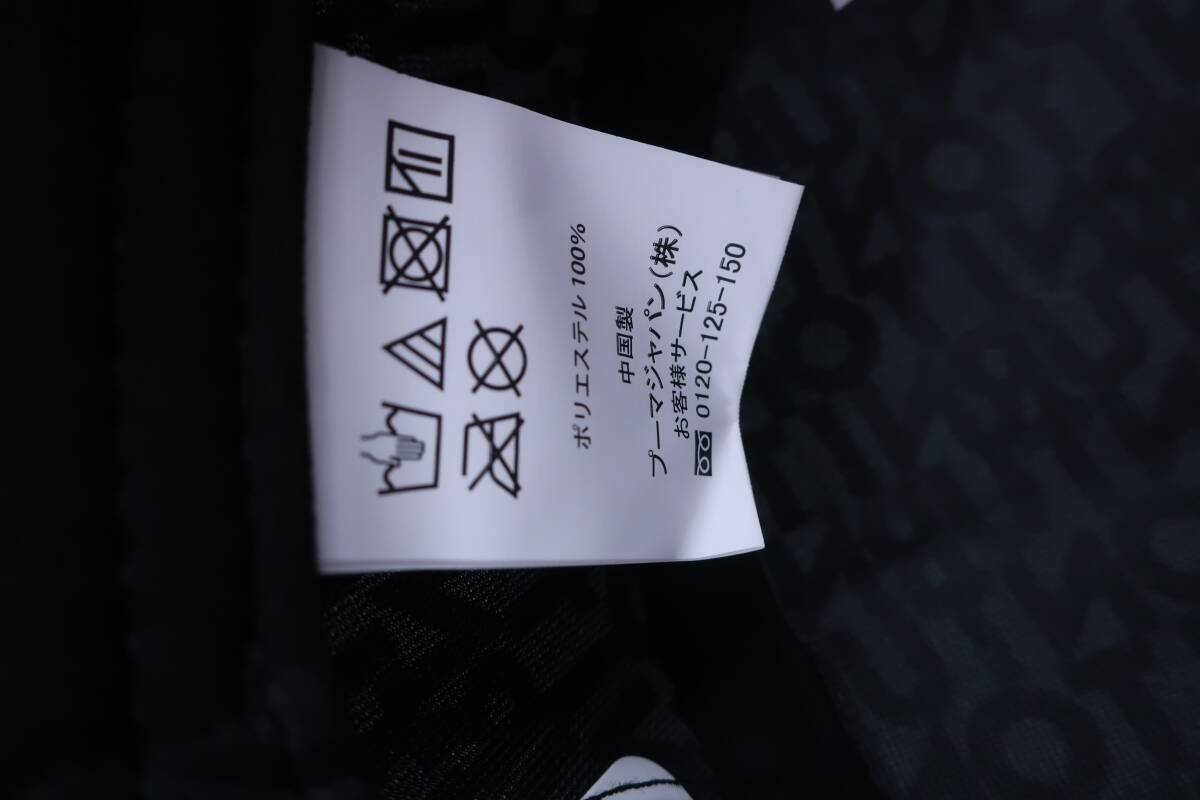 ポリエステル 100%
中国製
プーマジャパン(株)
お客様サービス
0120-125-150